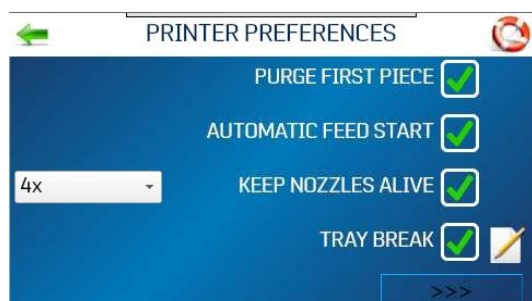 PRINTER PREFERENCES
PURGE FIRST PIECE
AUTOMATIC FEED START
4x KEEP NOZZLES ALIVE
TRAY BREAK
>>>